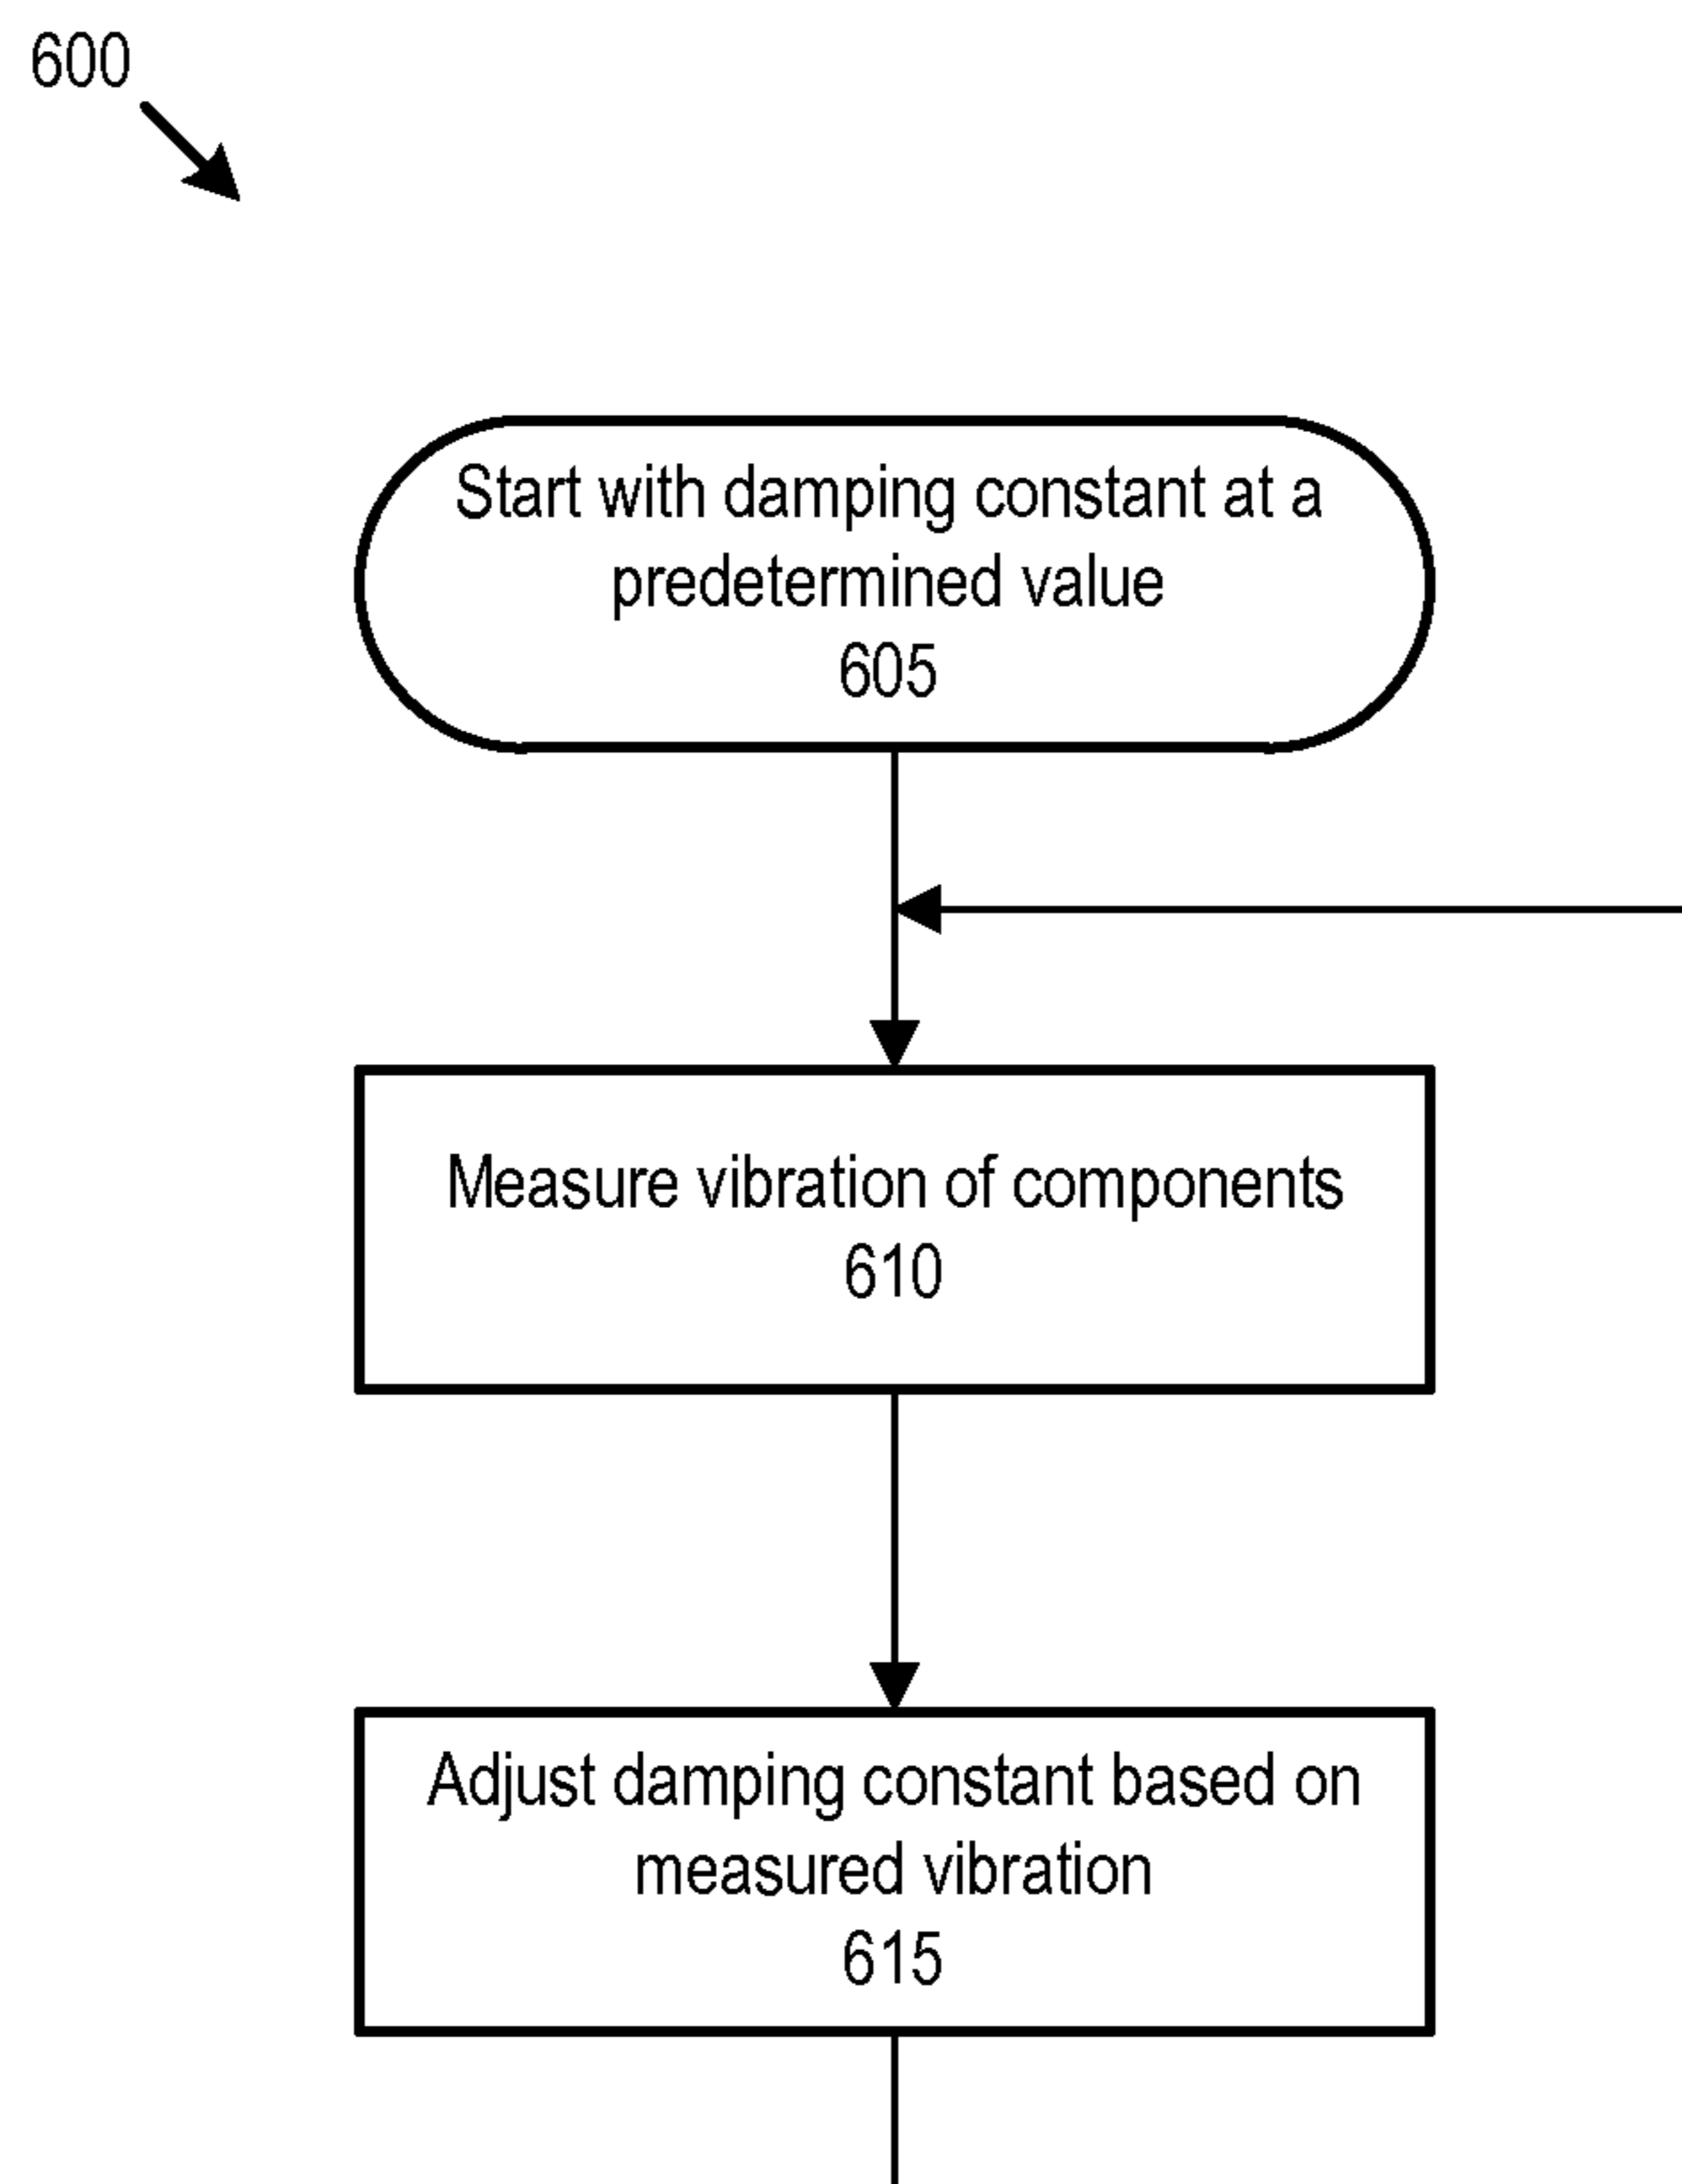 600
Start with damping constant at a
predetermined value
605
Measure vibration of components
610
Adjust damping constant based on
measured vibration
615